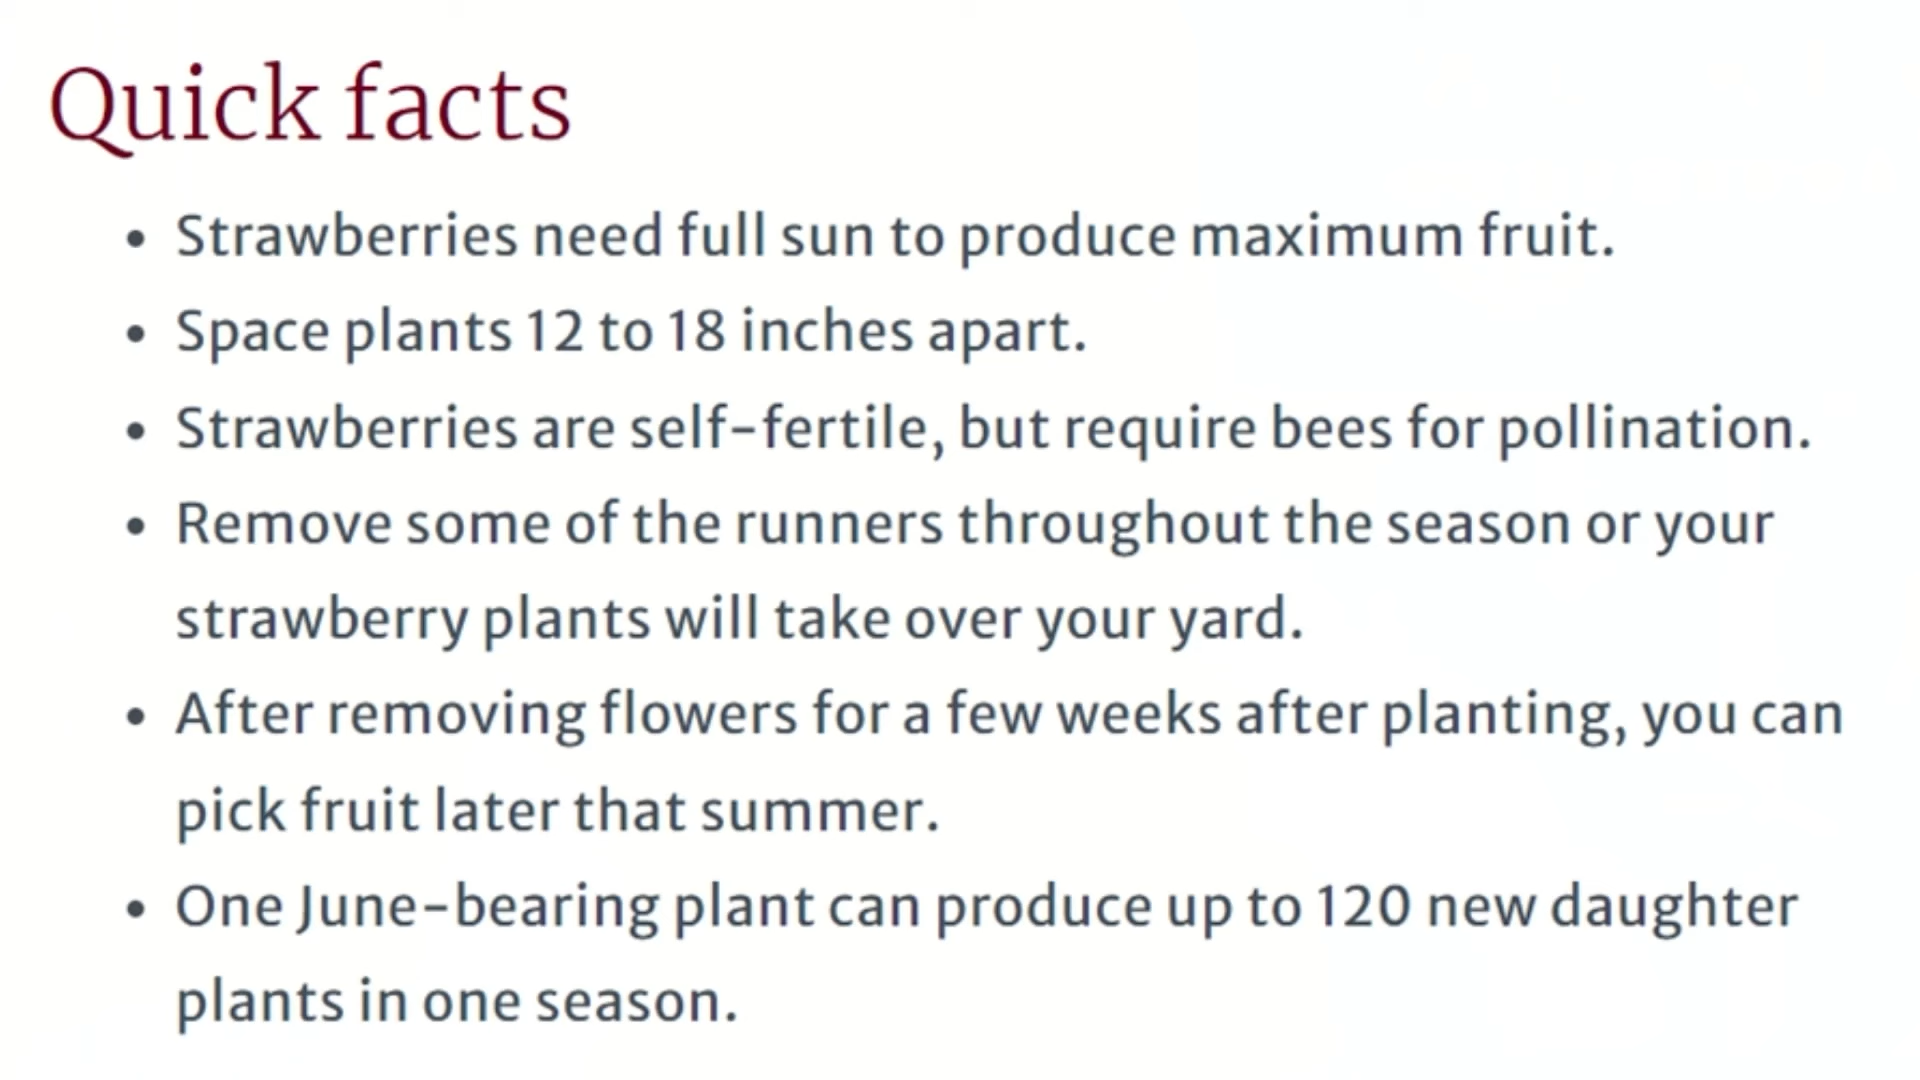 Quick facts
• Strawberries need full sun to produce maximum fruit.
• Space plants 12 to 18 inches apart.
• Strawberries are self-fertile, but require bees for pollination.
• Remove some of the runners throughout the season or your
strawberry plants will take over your yard.
• After removing flowers for a few weeks after planting, you can
pick fruit later that summer.
• One June-bearing plant can produce up to 120 new daughter
plants in one season.